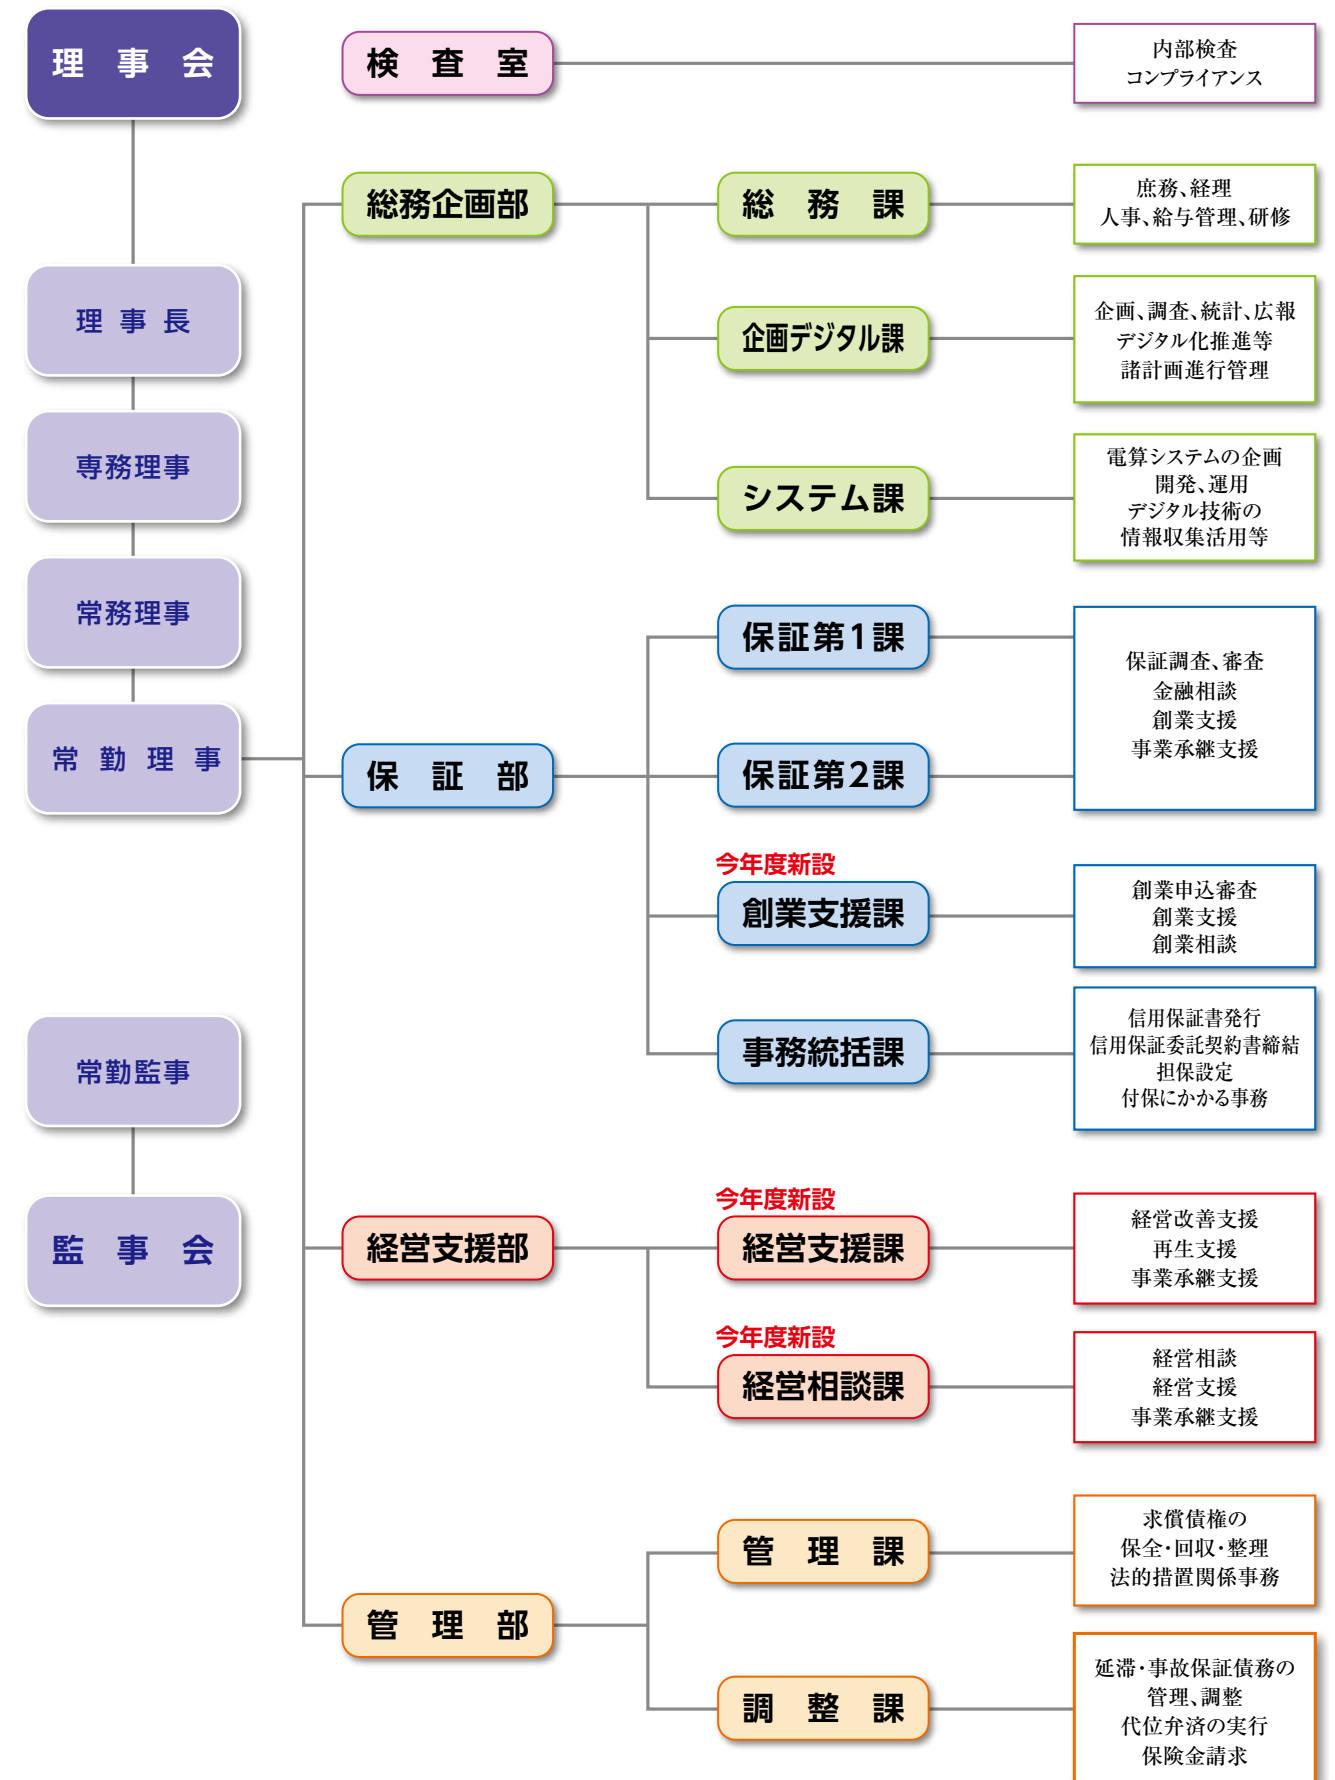 理事会
理事長
専務理事
常務理事
常勤理事
常勤監事
監事会
検査室
内部検査
コンプライアンス
総務企画部
総務課
庶務、経理
人事、給与管理、研修
企画デジタル課
企画、調査、統計、広報
デジタル化推進等
諸計画進行管理
システム課
電算システムの企画
開発、運用
デジタル技術の
情報収集活用等
保証部
保証第1課
保証第2課
保証調査、審査
金融相談
創業支援
事業承継支援
今年度新設
創業支援課
創業申込審査
創業支援
創業相談
事務統括課
信用保証書発行
信用保証委託契約書締結
担保設定
付保にかかる事務
経営支援部
今年度新設
経営支援課
経営改善支援
再生支援
事業承継支援
今年度新設
経営相談課
経営相談
経営支援
事業承継支援
管理部
管理課
求償債権の
保全・回収・整理
法的措置関係事務
調整課
延滞・事故保証債務の
管理、調整
代位弁済の実行
保険金請求